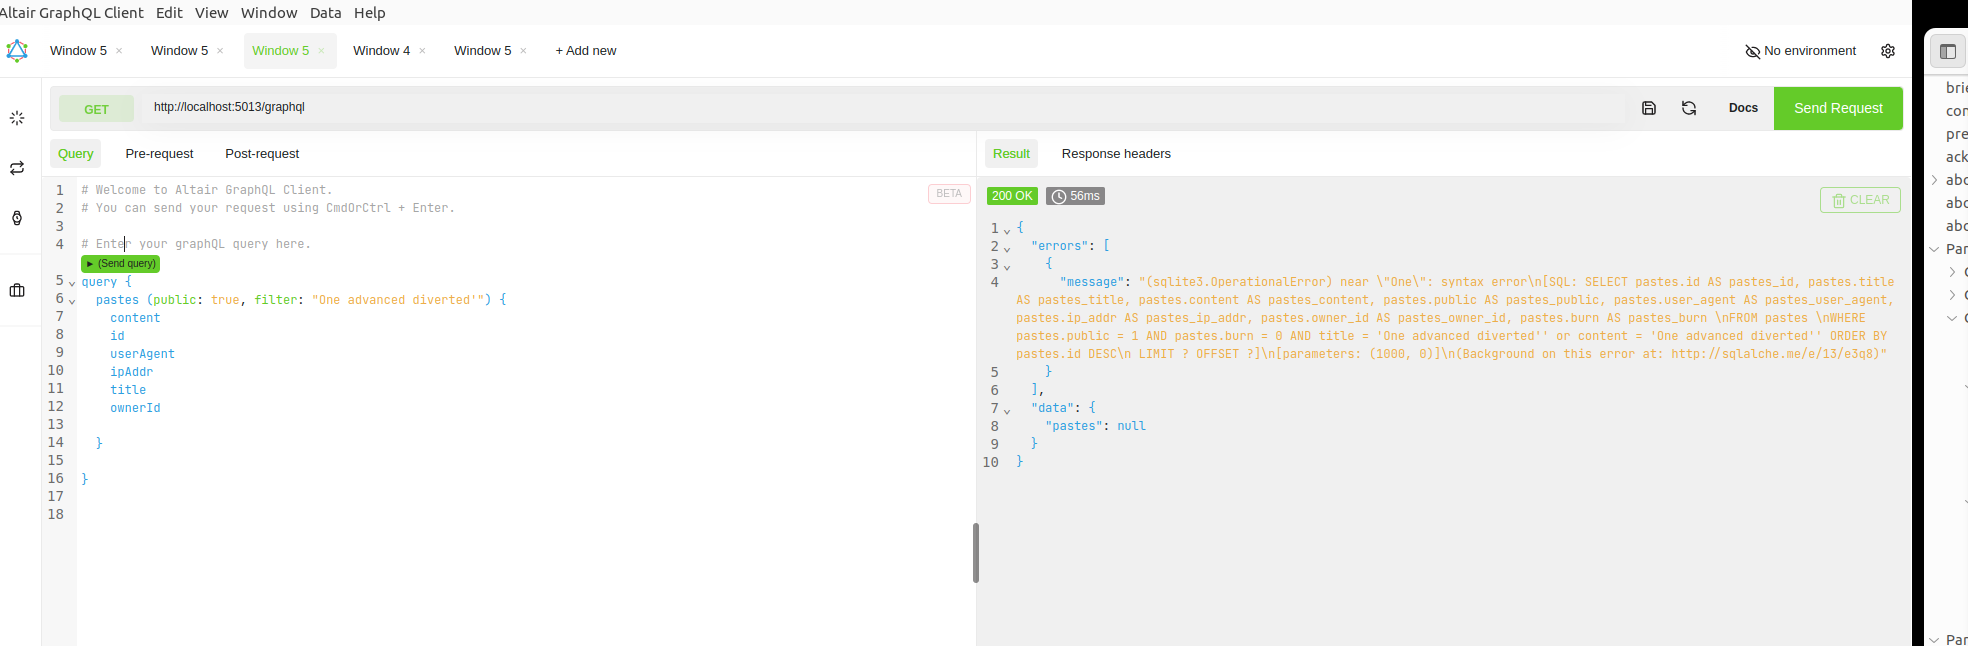 Altair GraphQL Client Edit View Window Data Help
Window 5 × Window 5 × Window 5 × Window 4 × Window 5 × + Add new No environment
GET http://localhost:5013/graphql Docs Send Request
Query Pre-request Post-request
BETA
1 # Welcome to Altair GraphQL Client.
2 # You can send your request using CmdOrCtrl + Enter.
3
4 # Enter your graphQL query here.
► (Send query)
5 query {
6 pastes (public: true, filter: "One advanced diverted'") {
7 content
8 id
9 userAgent
10 ipAddr
11 title
12 ownerId
13
14 }
15
16 }
17
18
Result Response headers
200 OK 56ms CLEAR
1 {
2 "errors": [
3 {
4 "message": "(sqlite3.OperationalError) near \"One\": syntax error\n[SQL: SELECT pastes.id AS pastes_id, pastes.title
AS pastes_title, pastes.content AS pastes_content, pastes.public AS pastes_public, pastes.user_agent AS pastes_user_agent,
pastes.ip_addr AS pastes_ip_addr, pastes.owner_id AS pastes_owner_id, pastes.burn AS pastes_burn \nFROM pastes \nWHERE
pastes.public = 1 AND pastes.burn = 0 AND title = 'One advanced diverted'' or content = 'One advanced diverted'' ORDER BY
pastes.id DESC\n LIMIT ? OFFSET ?]\n[parameters: (1000, 0)]\n(Background on this error at: http://sqlalche.me/e/13/e3q8)"
5 }
6 ],
7 "data": {
8 "pastes": null
9 }
10 }